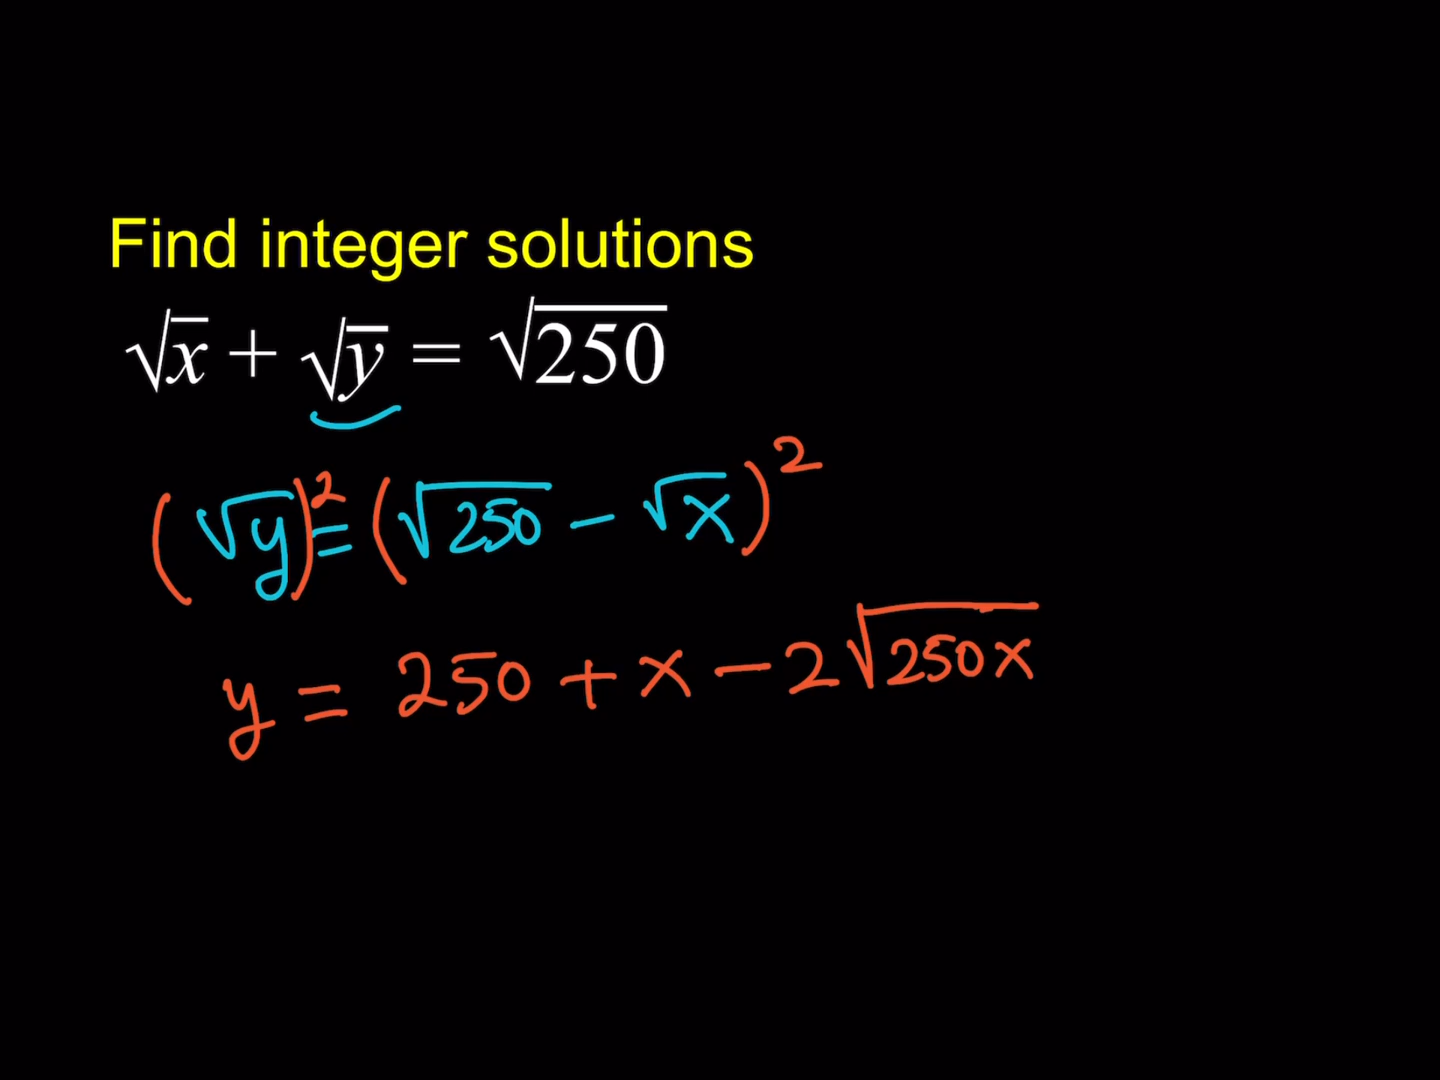 Find integer solutions
√x + √y = √250
(√y)² = (√250 − √x)²
y = 250 + x − 2√250x